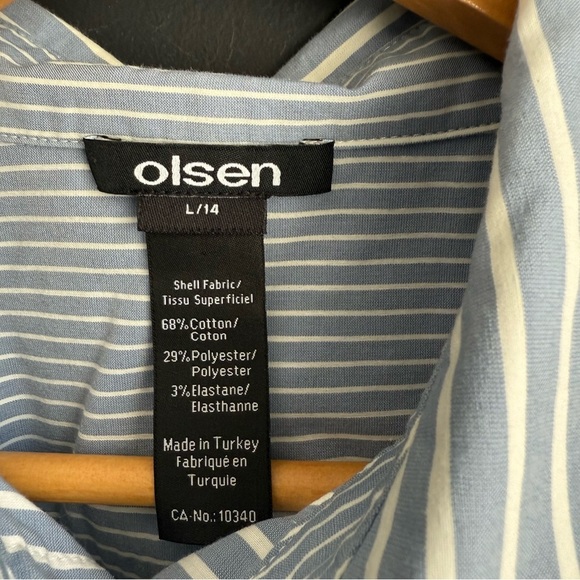 olsen
L/14
Shell Fabric/
Tissu Superficiel
68%Cotton/
Coton
29%Polyester/
Polyester
3%Elastane/
Elasthanne
Made in Turkey
Fabriqué en
Turquie
CA-No.: 10340